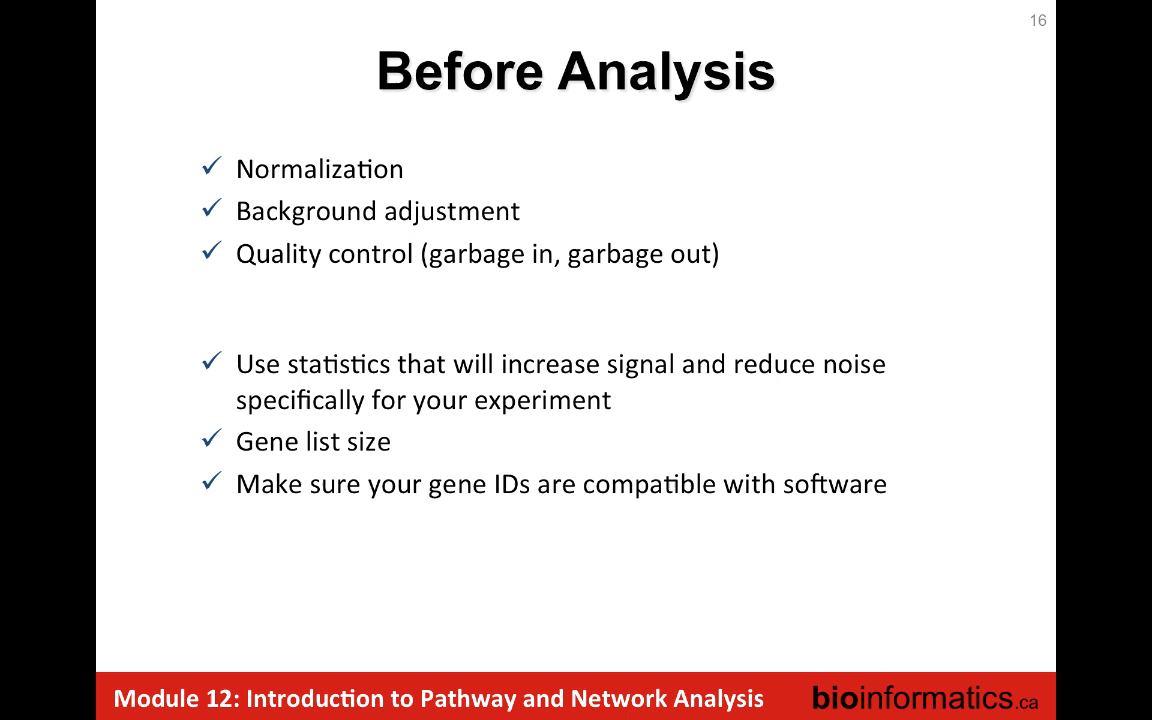 16
Before Analysis
✓ Normalization
✓ Background adjustment
✓ Quality control (garbage in, garbage out)
✓ Use statistics that will increase signal and reduce noise
specifically for your experiment
✓ Gene list size
✓ Make sure your gene IDs are compatible with software
Module 12: Introduction to Pathway and Network Analysis
bioinformatics.ca